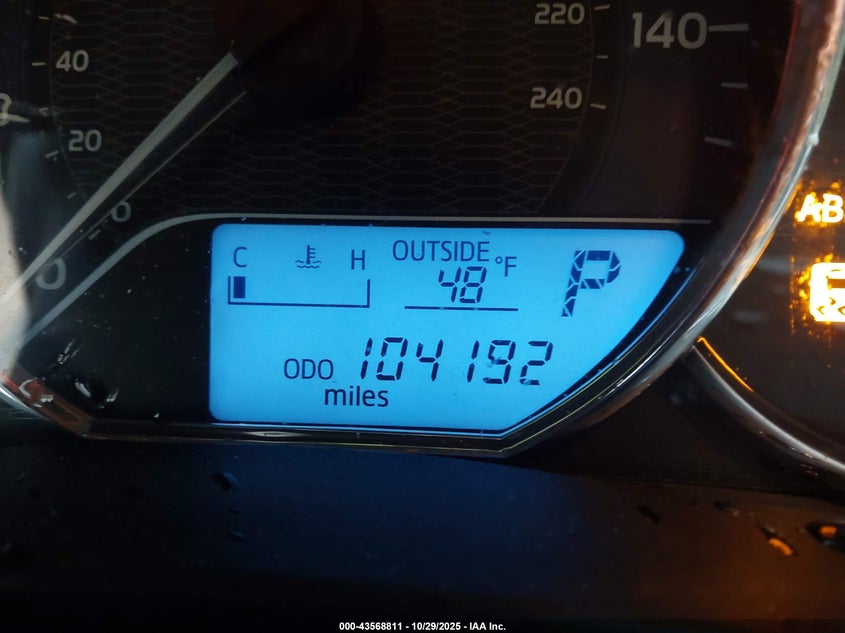 220
140
40
240
20
0
0
AB
C H
OUTSIDE
48 °F
P
ODO 104192
miles
000-43568811 - 10/29/2025 - IAA Inc.